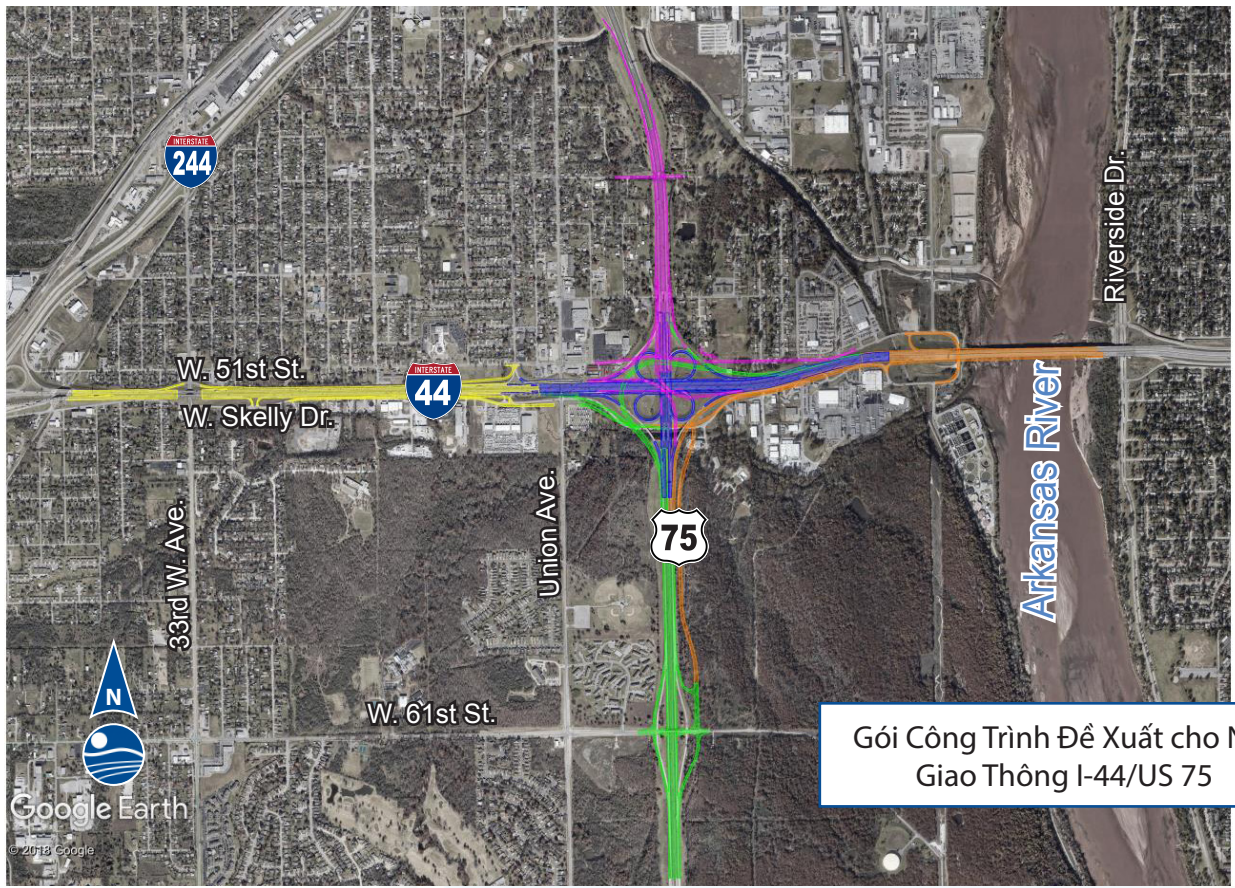 INTERSTATE
244
Riverside Dr.
W. 51st St.
INTERSTATE
44
W. Skelly Dr.
Arkansas River
33rd W. Ave.
Union Ave.
75
N
W. 61st St.
Gói Công Trình Đề Xuất cho
Giao Thông I-44/US 75
Google Earth
© 2018 Google